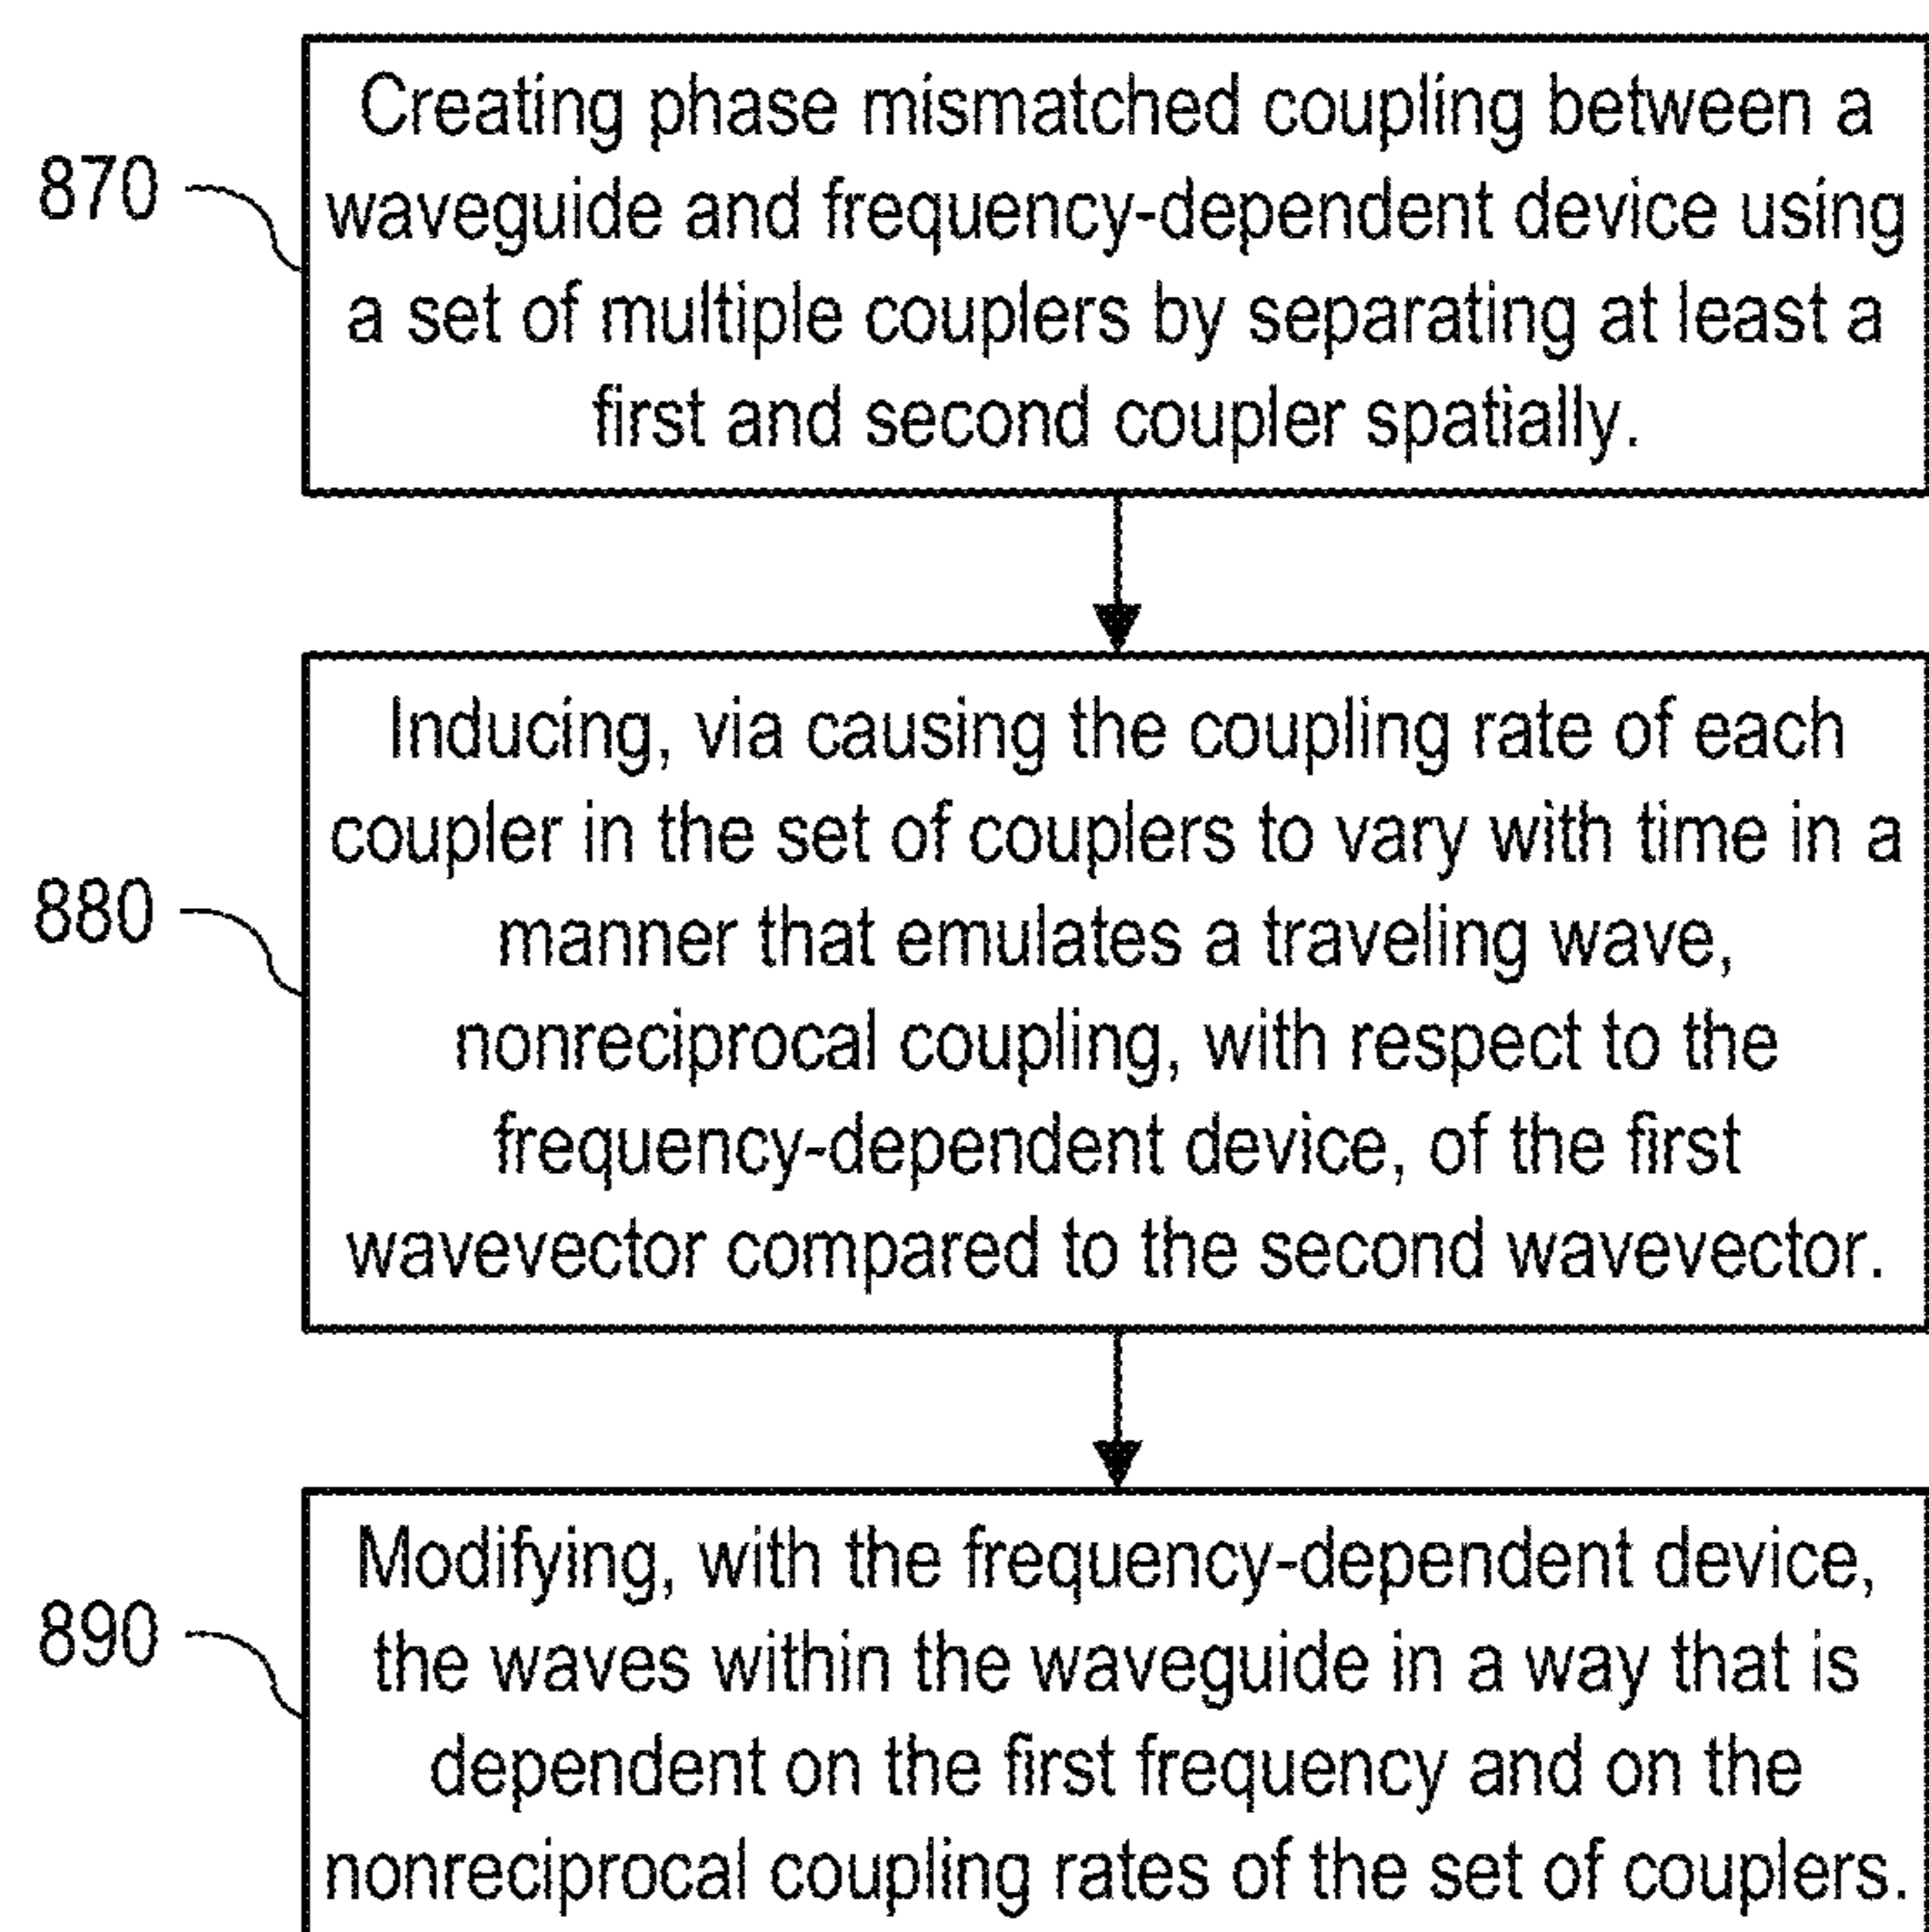 870
Creating phase mismatched coupling between a
waveguide and frequency-dependent device using
a set of multiple couplers by separating at least a
first and second coupler spatially.
880
Inducing, via causing the coupling rate of each
coupler in the set of couplers to vary with time in a
manner that emulates a traveling wave,
nonreciprocal coupling, with respect to the
frequency-dependent device, of the first
wavevector compared to the second wavevector.
890
Modifying, with the frequency-dependent device,
the waves within the waveguide in a way that is
dependent on the first frequency and on the
nonreciprocal coupling rates of the set of couplers.